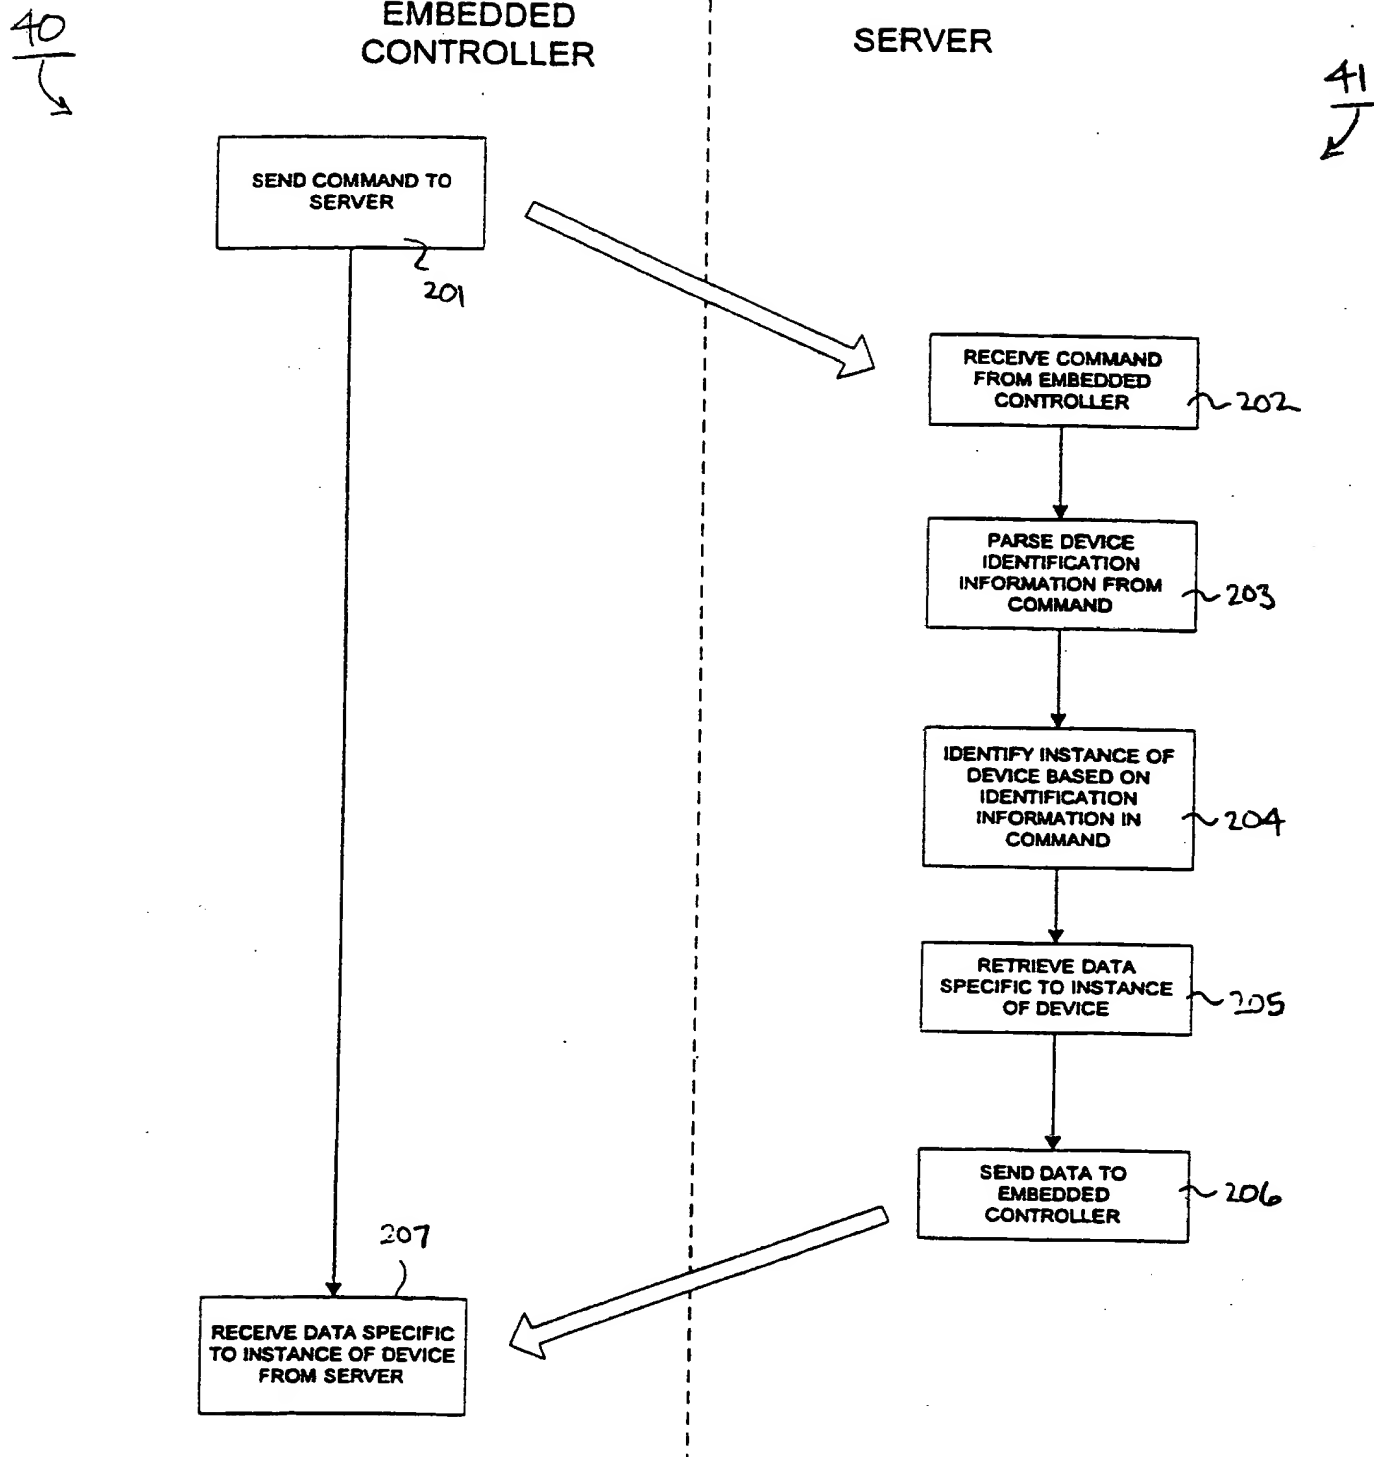 40
EMBEDDED
CONTROLLER
SERVER
41
SEND COMMAND TO
SERVER
201
RECEIVE COMMAND
FROM EMBEDDED
CONTROLLER
202
PARSE DEVICE
IDENTIFICATION
INFORMATION FROM
COMMAND
203
IDENTIFY INSTANCE OF
DEVICE BASED ON
IDENTIFICATION
INFORMATION IN
COMMAND
204
RETRIEVE DATA
SPECIFIC TO INSTANCE
OF DEVICE
205
SEND DATA TO
EMBEDDED
CONTROLLER
206
207
RECEIVE DATA SPECIFIC
TO INSTANCE OF DEVICE
FROM SERVER